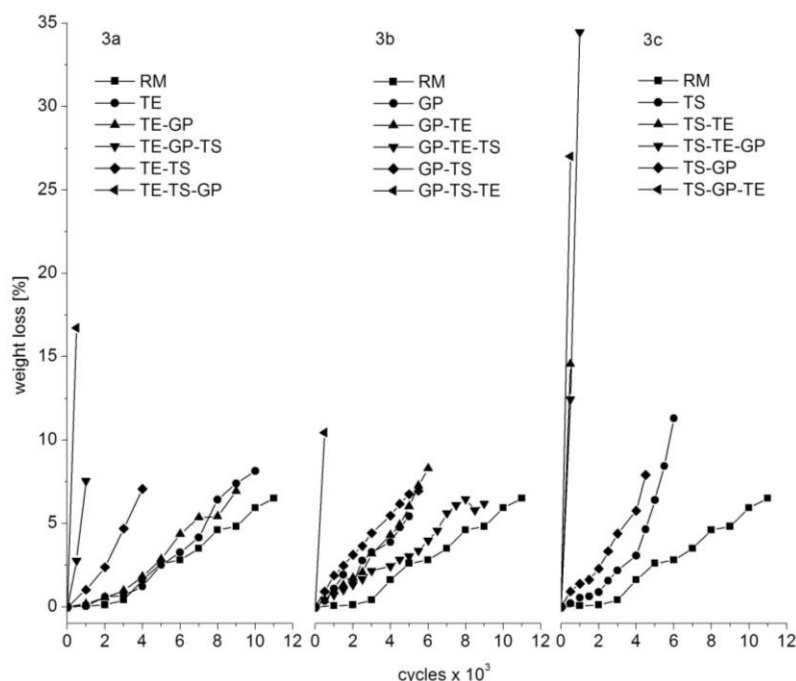 3a
RM
TE
TE-GP
TE-GP-TS
TE-TS
TE-TS-GP
3b
RM
GP
GP-TE
GP-TE-TS
GP-TS
GP-TS-TE
3c
RM
TS
TS-TE
TS-TE-GP
TS-GP
TS-GP-TE
weight loss [%]
35
30
25
20
15
10
5
0
0 2 4 6 8 10 12
0 2 4 6 8 10 12
0 2 4 6 8 10 12
cycles x 10³